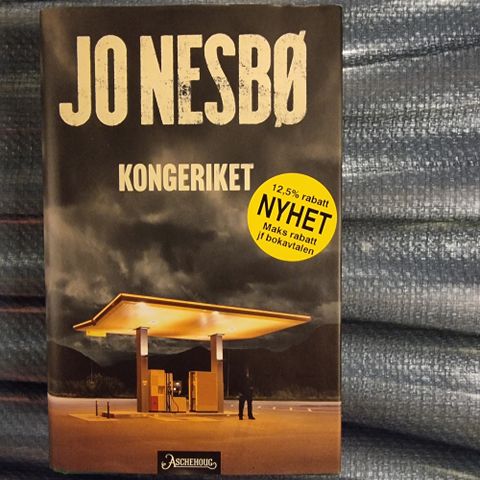 JO NESBØ
KONGERIKET
12,5% rabatt
NYHET
Maks rabatt
jf bokavtalen
ASCHEHOUG